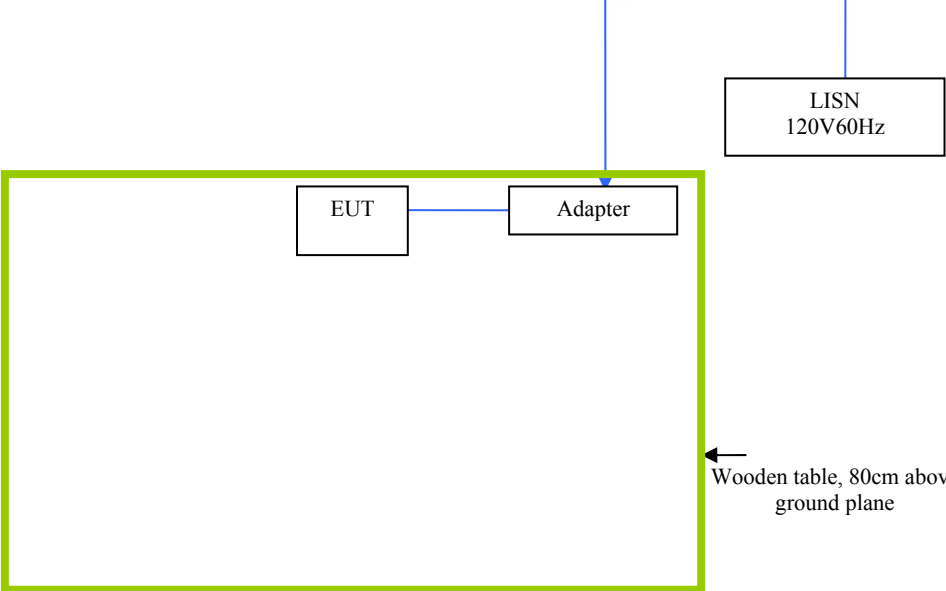 LISN
120V60Hz
EUT
Adapter
Wooden table, 80cm abov
ground plane